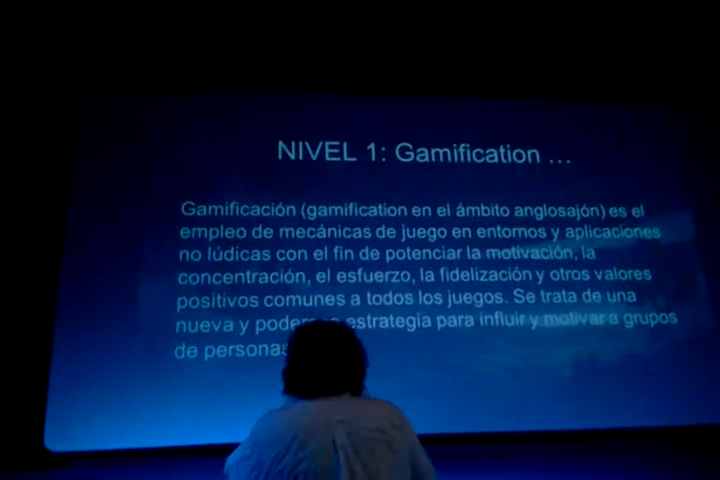 NIVEL 1: Gamification ...
Gamificación (gamification en el ámbito anglosajón) es el
empleo de mecánicas de juego en entornos y aplicaciones
no lúdicas con el fin de potenciar la motivación, la
concentración, el esfuerzo, la fidelización y otros valores
positivos comunes a todos los juegos. Se trata de una
nueva y estrategia para influir y motivar a grupos
de personas